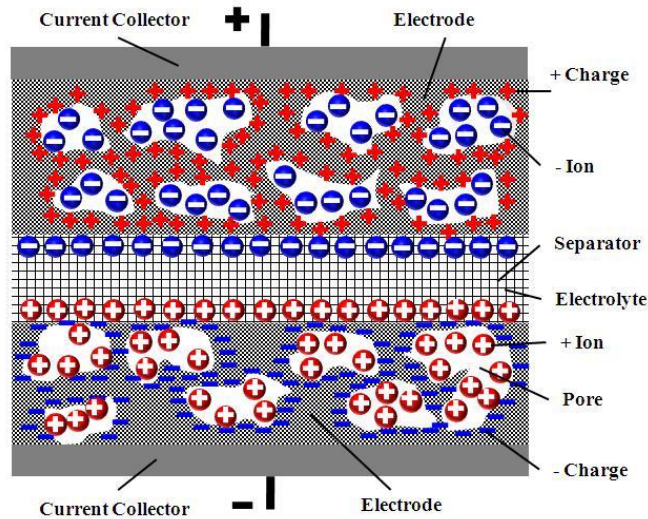 Current Collector
Electrode
+ Charge
- Ion
Separator
Electrolyte
+ Ion
Pore
- Charge
Current Collector
Electrode